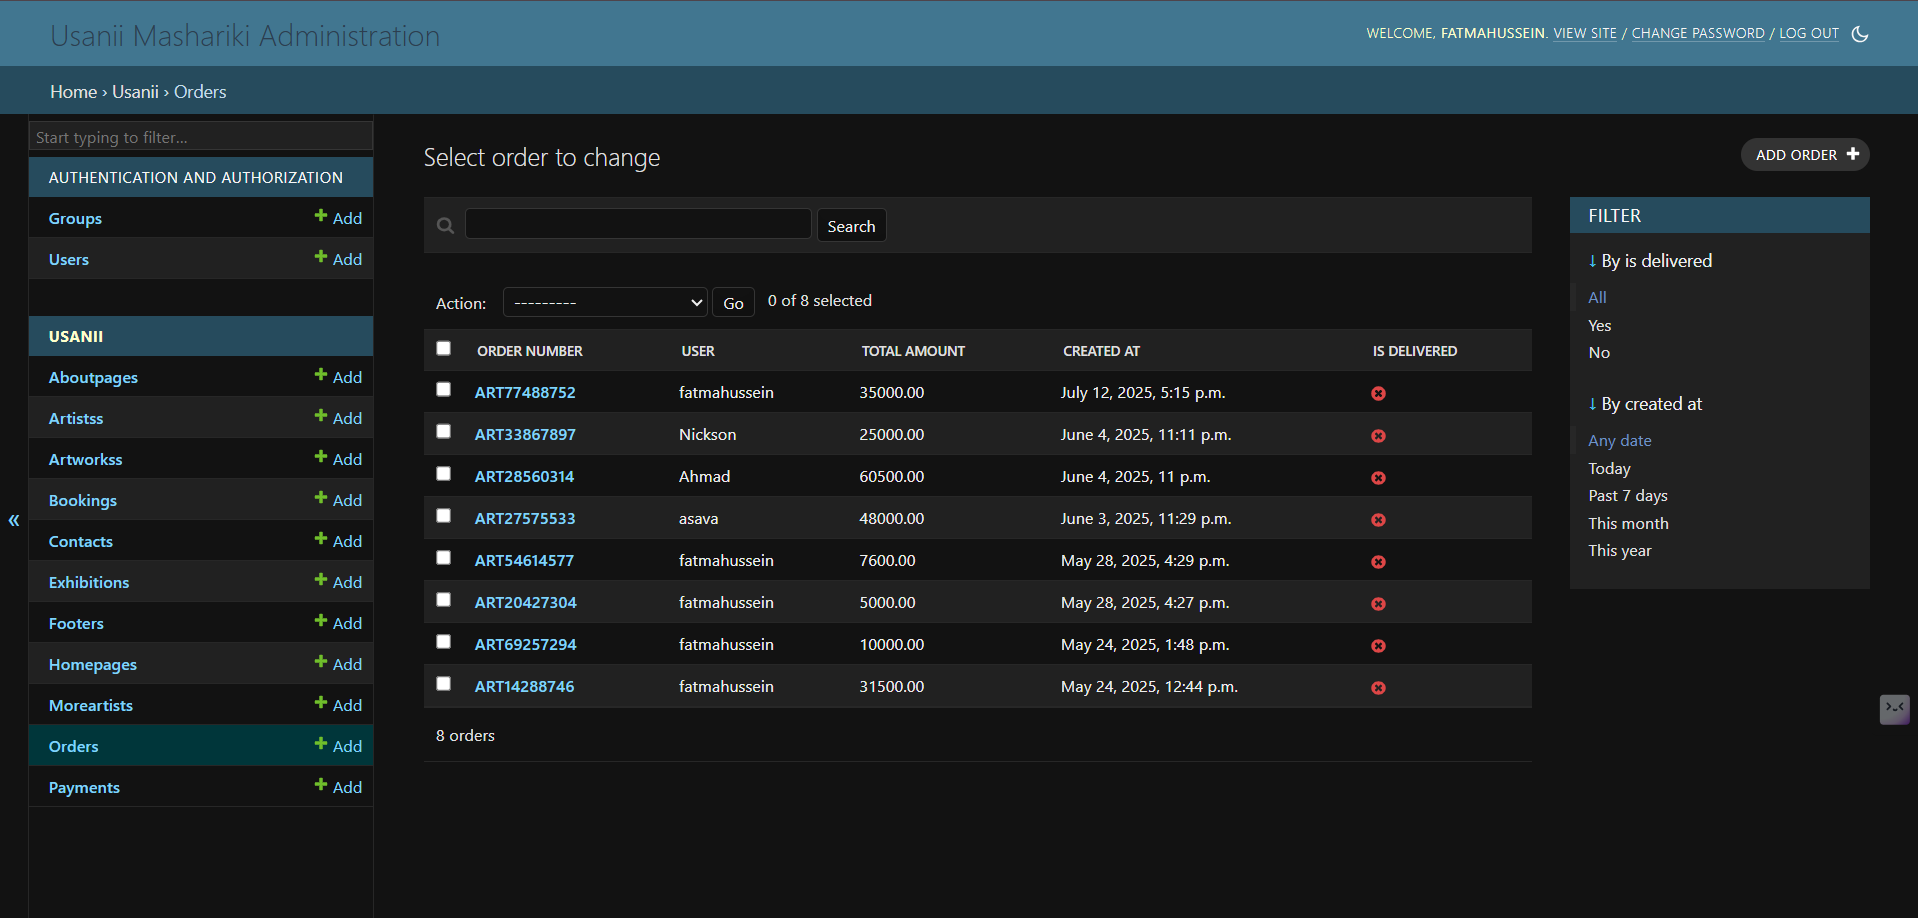 Usanii Mashariki Administration
WELCOME, FATMAHUSSEIN. VIEW SITE / CHANGE PASSWORD / LOG OUT
Home › Usanii › Orders
Start typing to filter...
AUTHENTICATION AND AUTHORIZATION
Groups Add
Users Add
USANII
Aboutpages Add
Artistss Add
Artworkss Add
Bookings Add
Contacts Add
Exhibitions Add
Footers Add
Homepages Add
Moreartists Add
Orders Add
Payments Add
«
Select order to change
ADD ORDER
Search
Action: --------- Go 0 of 8 selected
ORDER NUMBER USER TOTAL AMOUNT CREATED AT IS DELIVERED
ART77488752 fatmahussein 35000.00 July 12, 2025, 5:15 p.m.
ART33867897 Nickson 25000.00 June 4, 2025, 11:11 p.m.
ART28560314 Ahmad 60500.00 June 4, 2025, 11 p.m.
ART27575533 asava 48000.00 June 3, 2025, 11:29 p.m.
ART54614577 fatmahussein 7600.00 May 28, 2025, 4:29 p.m.
ART20427304 fatmahussein 5000.00 May 28, 2025, 4:27 p.m.
ART69257294 fatmahussein 10000.00 May 24, 2025, 1:48 p.m.
ART14288746 fatmahussein 31500.00 May 24, 2025, 12:44 p.m.
8 orders
FILTER
↓ By is delivered
All
Yes
No
↓ By created at
Any date
Today
Past 7 days
This month
This year